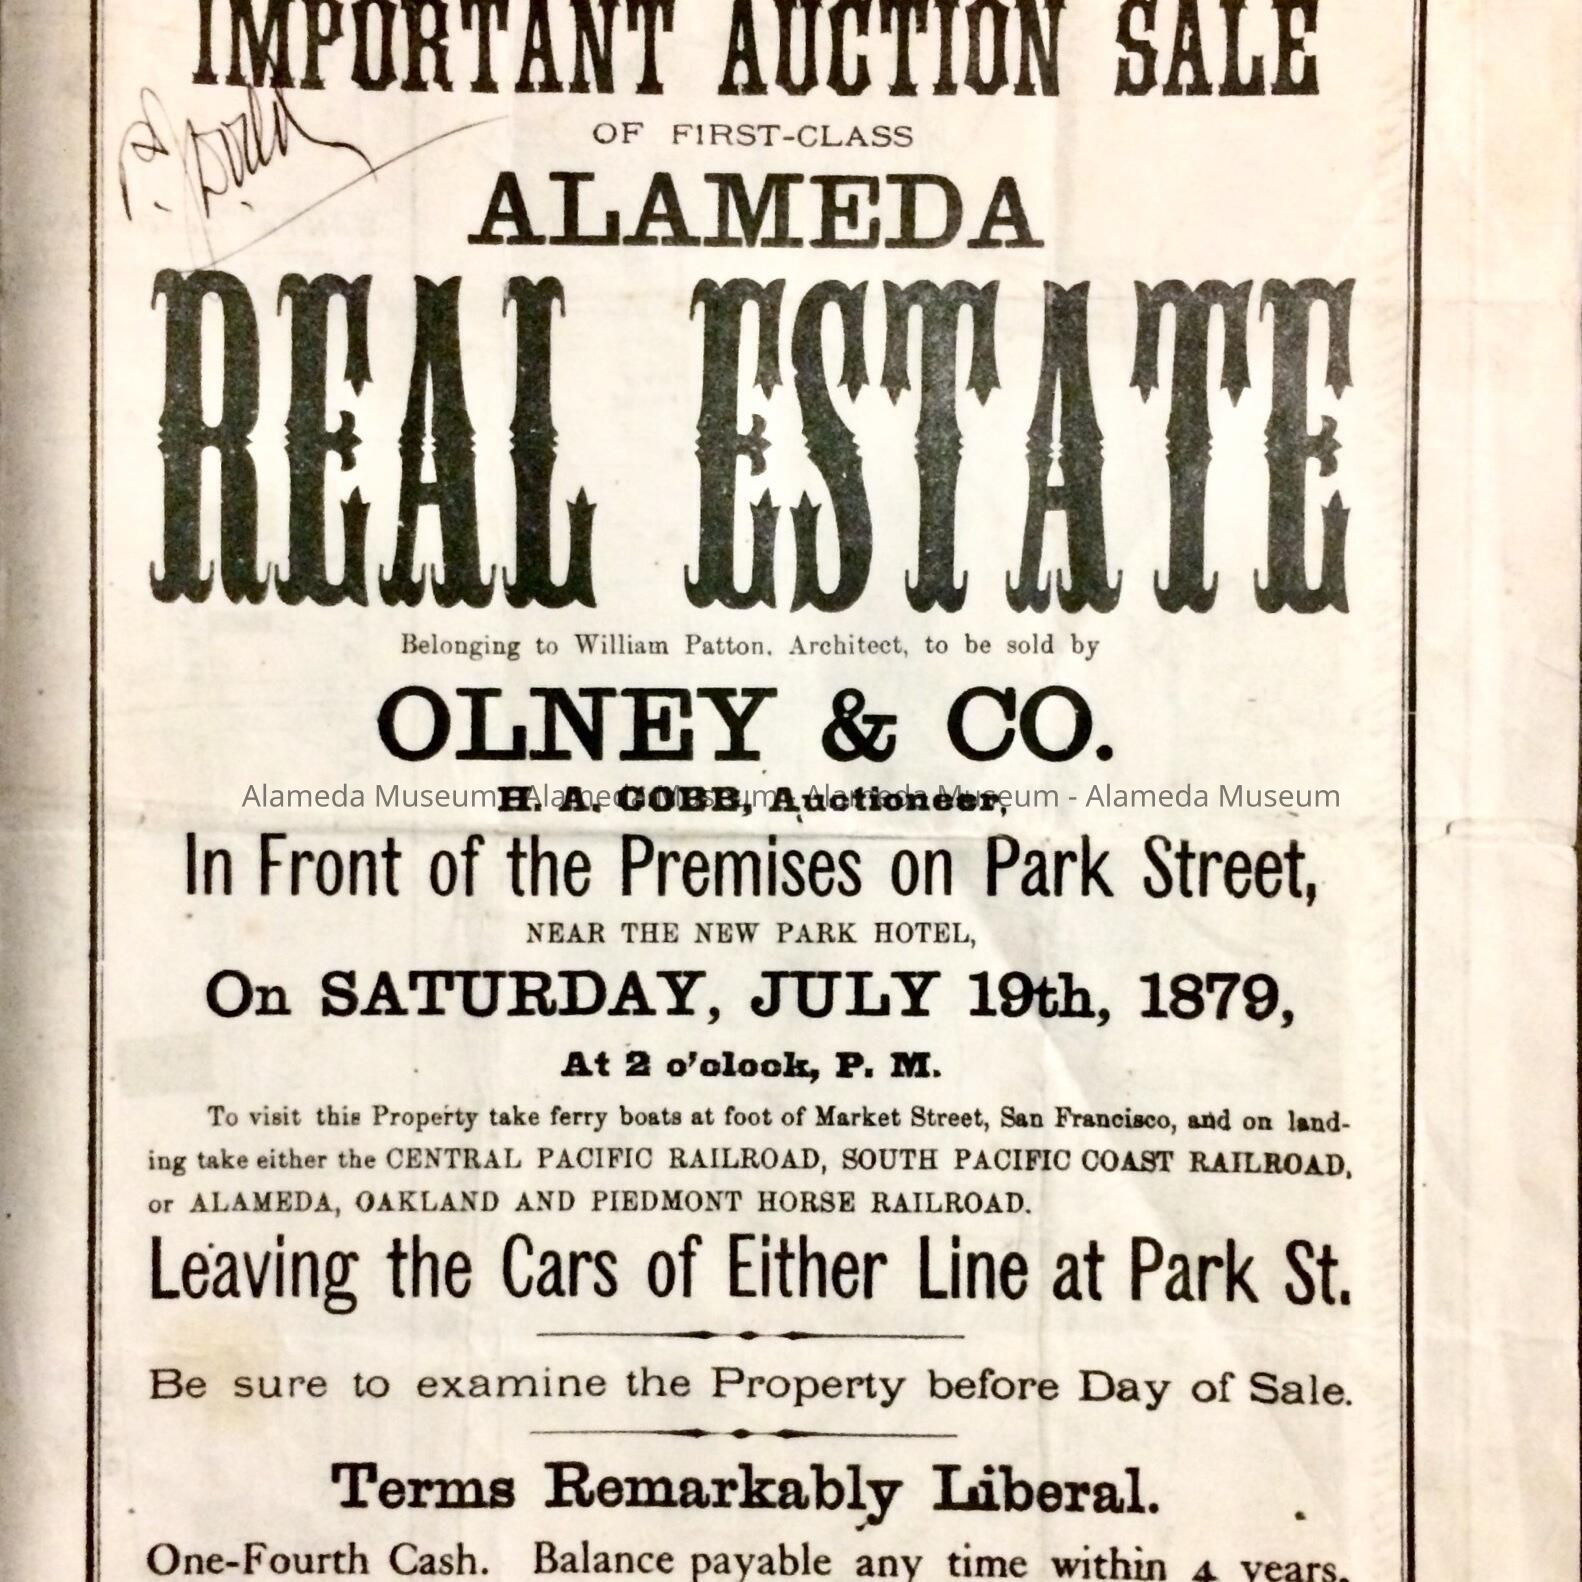 IMPORTANT AUCTION SALE
OF FIRST-CLASS
ALAMEDA
REAL ESTATE
Belonging to William Patton. Architect, to be sold by
OLNEY & CO.
H. A. COBB, Auctioneer,
Alameda Museum - Alameda Museum - Alameda Museum - Alameda Museum
In Front of the Premises on Park Street,
NEAR THE NEW PARK HOTEL,
On SATURDAY, JULY 19th, 1879,
At 2 o'clock, P. M.
To visit this Property take ferry boats at foot of Market Street, San Francisco, and on land-
ing take either the CENTRAL PACIFIC RAILROAD, SOUTH PACIFIC COAST RAILROAD,
or ALAMEDA, OAKLAND AND PIEDMONT HORSE RAILROAD.
Leaving the Cars of Either Line at Park St.
Be sure to examine the Property before Day of Sale.
Terms Remarkably Liberal.
One-Fourth Cash. Balance payable any time within 4 years.